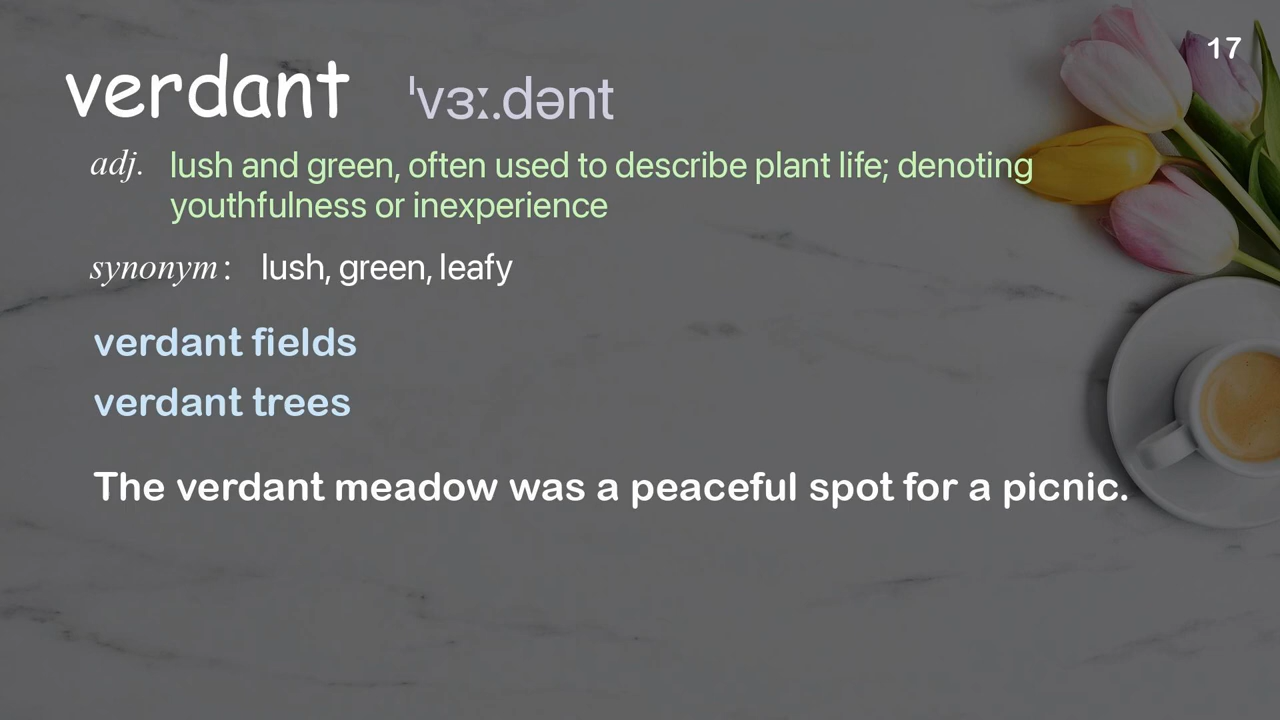 17
verdant ˈvɜː.dənt
adj. lush and green, often used to describe plant life; denoting
youthfulness or inexperience
synonym: lush, green, leafy
verdant fields
verdant trees
The verdant meadow was a peaceful spot for a picnic.